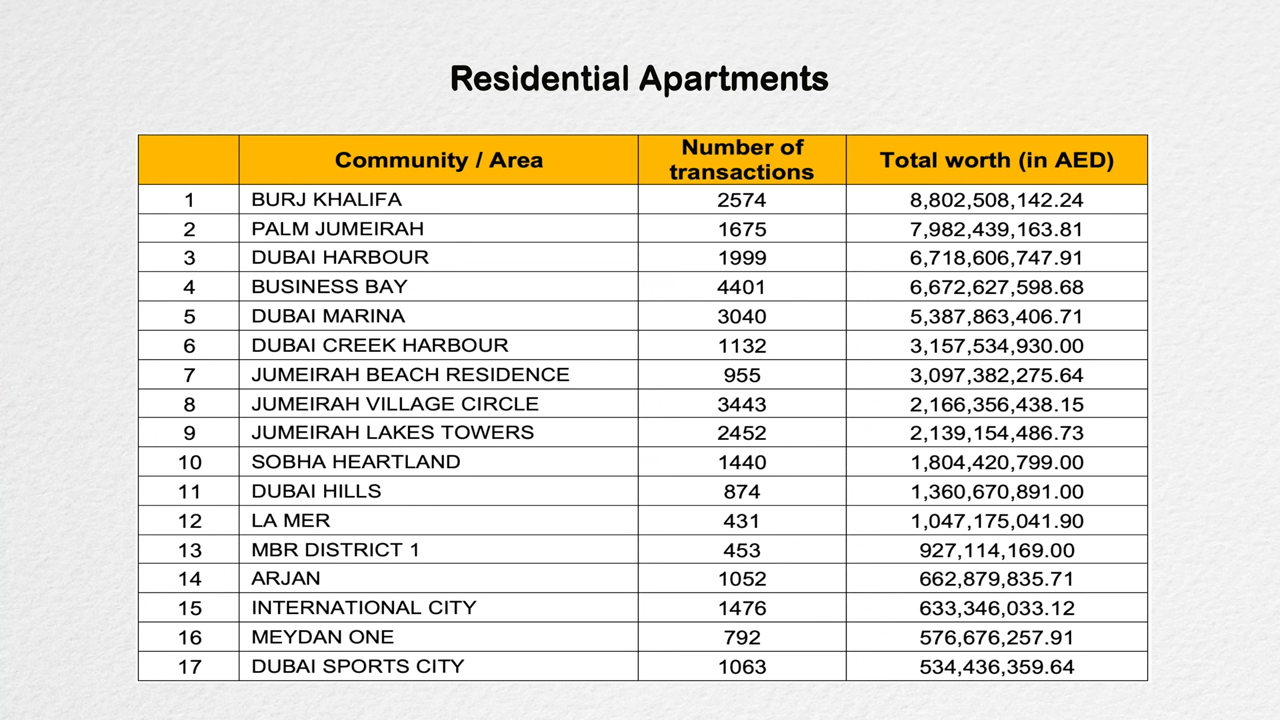 Residential Apartments
Community / Area Number of transactions Total worth (in AED)
1 BURJ KHALIFA 2574 8,802,508,142.24
2 PALM JUMEIRAH 1675 7,982,439,163.81
3 DUBAI HARBOUR 1999 6,718,606,747.91
4 BUSINESS BAY 4401 6,672,627,598.68
5 DUBAI MARINA 3040 5,387,863,406.71
6 DUBAI CREEK HARBOUR 1132 3,157,534,930.00
7 JUMEIRAH BEACH RESIDENCE 955 3,097,382,275.64
8 JUMEIRAH VILLAGE CIRCLE 3443 2,166,356,438.15
9 JUMEIRAH LAKES TOWERS 2452 2,139,154,486.73
10 SOBHA HEARTLAND 1440 1,804,420,799.00
11 DUBAI HILLS 874 1,360,670,891.00
12 LA MER 431 1,047,175,041.90
13 MBR DISTRICT 1 453 927,114,169.00
14 ARJAN 1052 662,879,835.71
15 INTERNATIONAL CITY 1476 633,346,033.12
16 MEYDAN ONE 792 576,676,257.91
17 DUBAI SPORTS CITY 1063 534,436,359.64